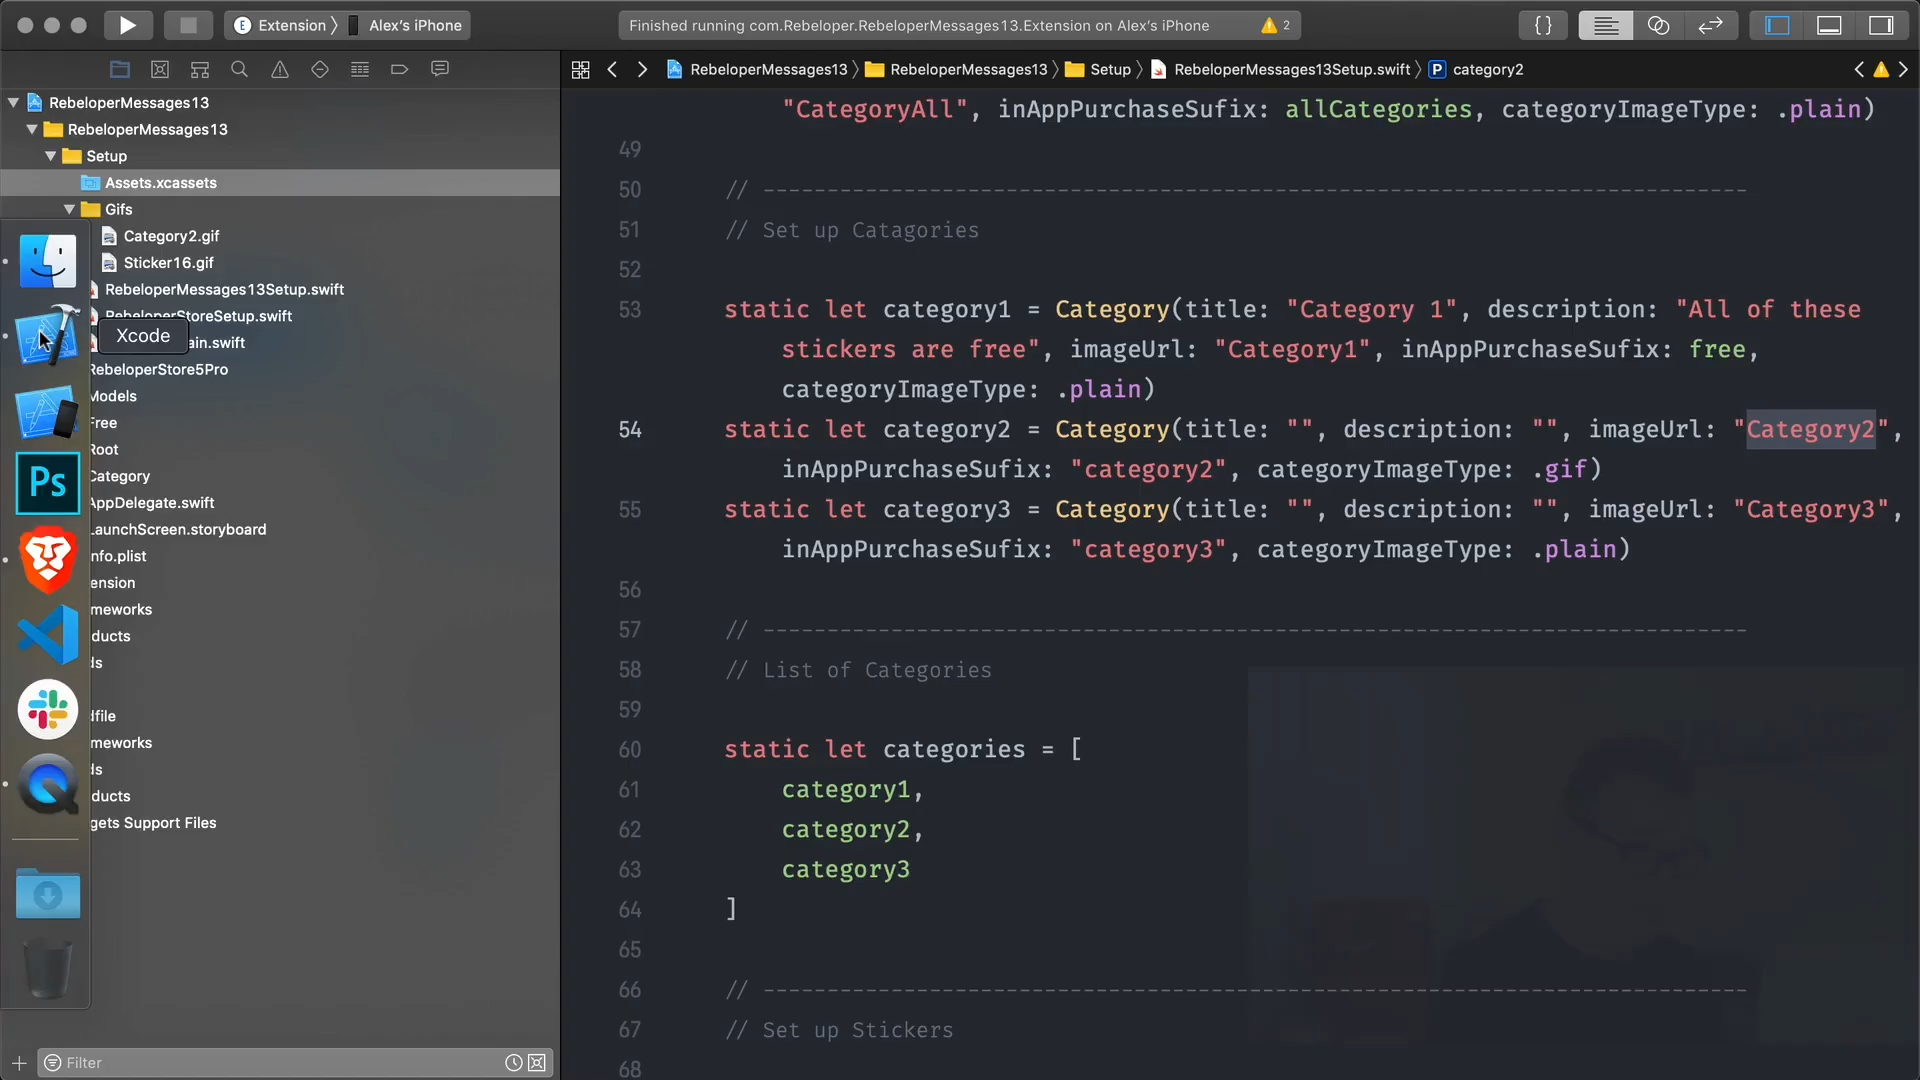 Extension
Alex's iPhone
Finished running com.Rebeloper.RebeloperMessages13.Extension on Alex's iPhone
2
RebeloperMessages13
RebeloperMessages13
Setup
RebeloperMessages13Setup.swift
P category2
RebeloperMessages13
RebeloperMessages13
Setup
Assets.xcassets
Gifs
Category2.gif
Sticker16.gif
RebeloperMessages13Setup.swift
RebeloperStoreSetup.swift
Xcode
ain.swift
RebeloperStore5Pro
Models
Free
Root
Ps
Category
AppDelegate.swift
LaunchScreen.storyboard
nfo.plist
ension
meworks
ducts
ds
dfile
meworks
ds
ducts
gets Support Files
Filter
"CategoryAll", inAppPurchaseSufix: allCategories, categoryImageType: .plain)
49
50 // ---------------------------------------------------------------------------
51 // Set up Catagories
52
53 static let category1 = Category(title: "Category 1", description: "All of these
stickers are free", imageUrl: "Category1", inAppPurchaseSufix: free,
categoryImageType: .plain)
54 static let category2 = Category(title: "", description: "", imageUrl: "Category2",
inAppPurchaseSufix: "category2", categoryImageType: .gif)
55 static let category3 = Category(title: "", description: "", imageUrl: "Category3",
inAppPurchaseSufix: "category3", categoryImageType: .plain)
56
57 // ---------------------------------------------------------------------------
58 // List of Categories
59
60 static let categories = [
61 category1,
62 category2,
63 category3
64 ]
65
66 // ---------------------------------------------------------------------------
67 // Set up Stickers
68